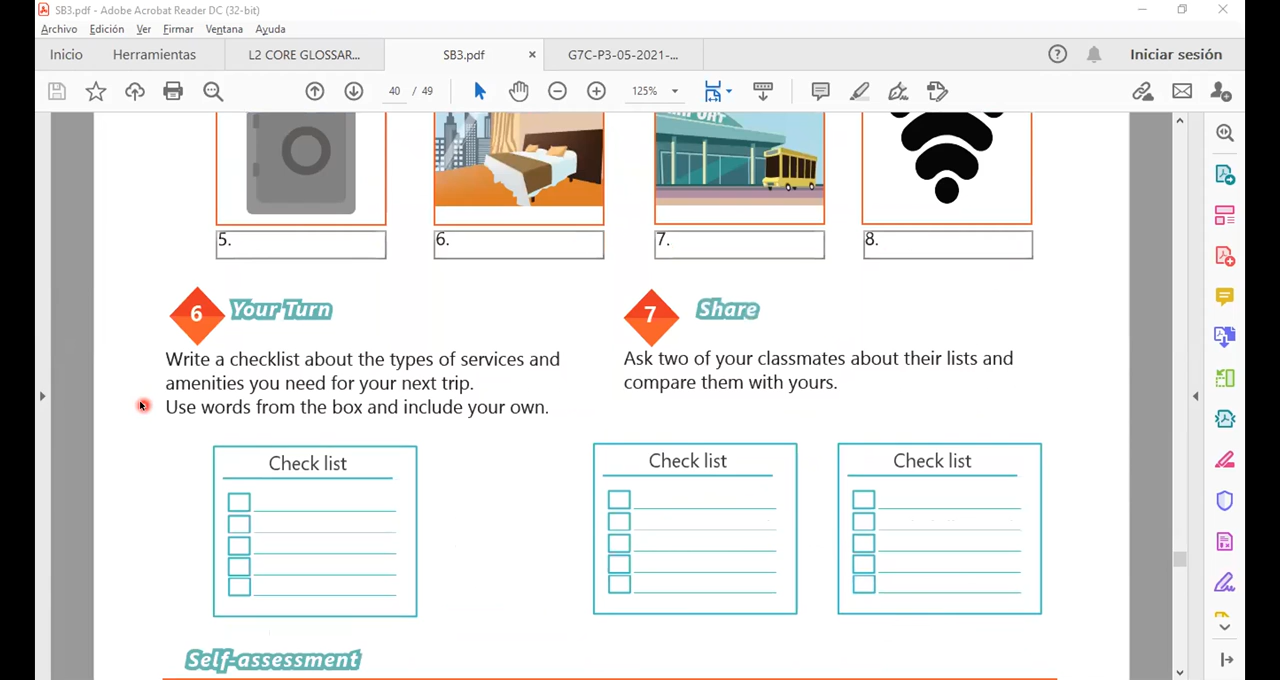 SB3.pdf - Adobe Acrobat Reader DC (32-bit)
Archivo Edición Ver Firmar Ventana Ayuda
Inicio Herramientas L2 CORE GLOSSAR... SB3.pdf × G7C-P3-05-2021-... Iniciar sesión
40 / 49 125%
5. 6. 7. 8.
6 Your Turn
Write a checklist about the types of services and
amenities you need for your next trip.
Use words from the box and include your own.
Check list
7 Share
Ask two of your classmates about their lists and
compare them with yours.
Check list Check list
Self-assessment